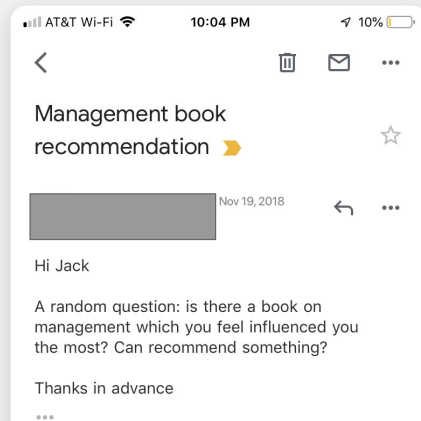 AT&T Wi-Fi 10:04 PM 10%
Management book
recommendation
Nov 19, 2018
Hi Jack
A random question: is there a book on
management which you feel influenced you
the most? Can recommend something?
Thanks in advance